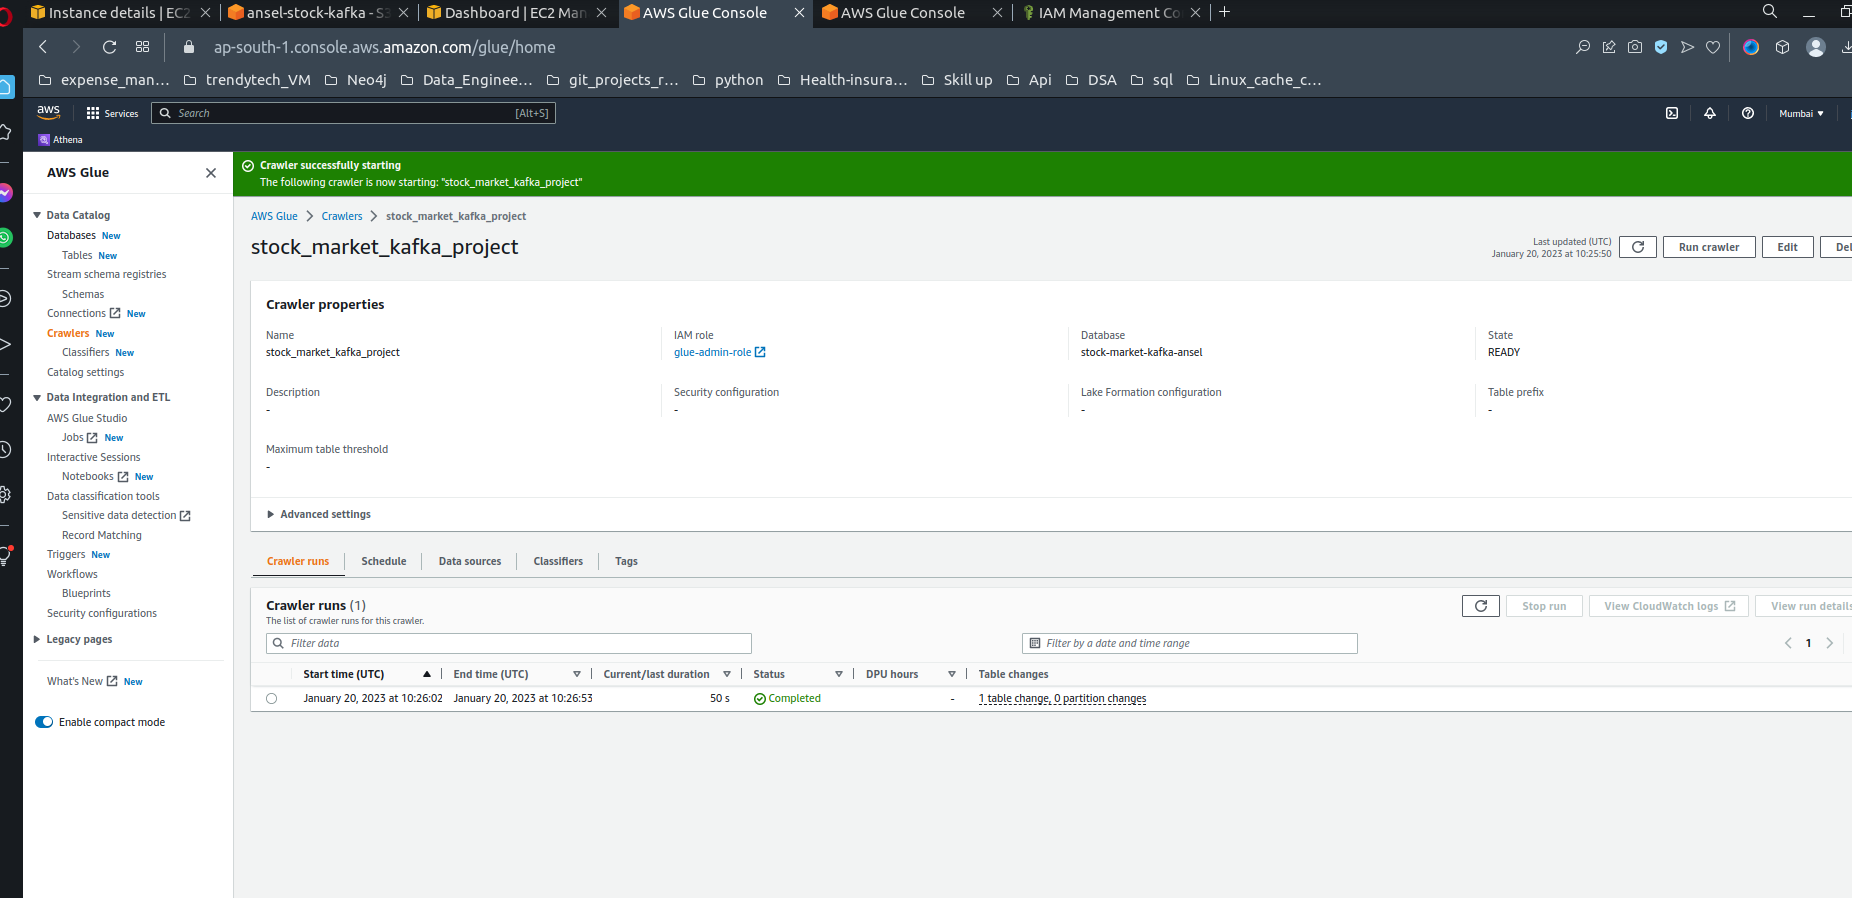 Instance details | EC2
ansel-stock-kafka - S3
Dashboard | EC2 Man
AWS Glue Console
AWS Glue Console
IAM Management Co
ap-south-1.console.aws.amazon.com/glue/home
expense_man...
trendytech_VM
Neo4j
Data_Enginee...
git_projects_r...
python
Health-insura...
Skill up
Api
DSA
sql
Linux_cache_c...
aws
Services
Search
[Alt+S]
Mumbai
Athena
AWS Glue
Data Catalog
Databases New
Tables New
Stream schema registries
Schemas
Connections New
Crawlers New
Classifiers New
Catalog settings
Data Integration and ETL
AWS Glue Studio
Jobs New
Interactive Sessions
Notebooks New
Data classification tools
Sensitive data detection
Record Matching
Triggers New
Workflows
Blueprints
Security configurations
Legacy pages
What's New New
Enable compact mode
Crawler successfully starting
The following crawler is now starting: "stock_market_kafka_project"
AWS Glue
Crawlers
stock_market_kafka_project
stock_market_kafka_project
Last updated (UTC)
January 20, 2023 at 10:25:50
Run crawler
Edit
Del
Crawler properties
Name
stock_market_kafka_project
IAM role
glue-admin-role
Database
stock-market-kafka-ansel
State
READY
Description
-
Security configuration
-
Lake Formation configuration
-
Table prefix
-
Maximum table threshold
-
Advanced settings
Crawler runs
Schedule
Data sources
Classifiers
Tags
Crawler runs (1)
The list of crawler runs for this crawler.
Stop run
View CloudWatch logs
View run details
Filter data
Filter by a date and time range
1
Start time (UTC)
End time (UTC)
Current/last duration
Status
DPU hours
Table changes
January 20, 2023 at 10:26:02
January 20, 2023 at 10:26:53
50 s
Completed
-
1 table change, 0 partition changes